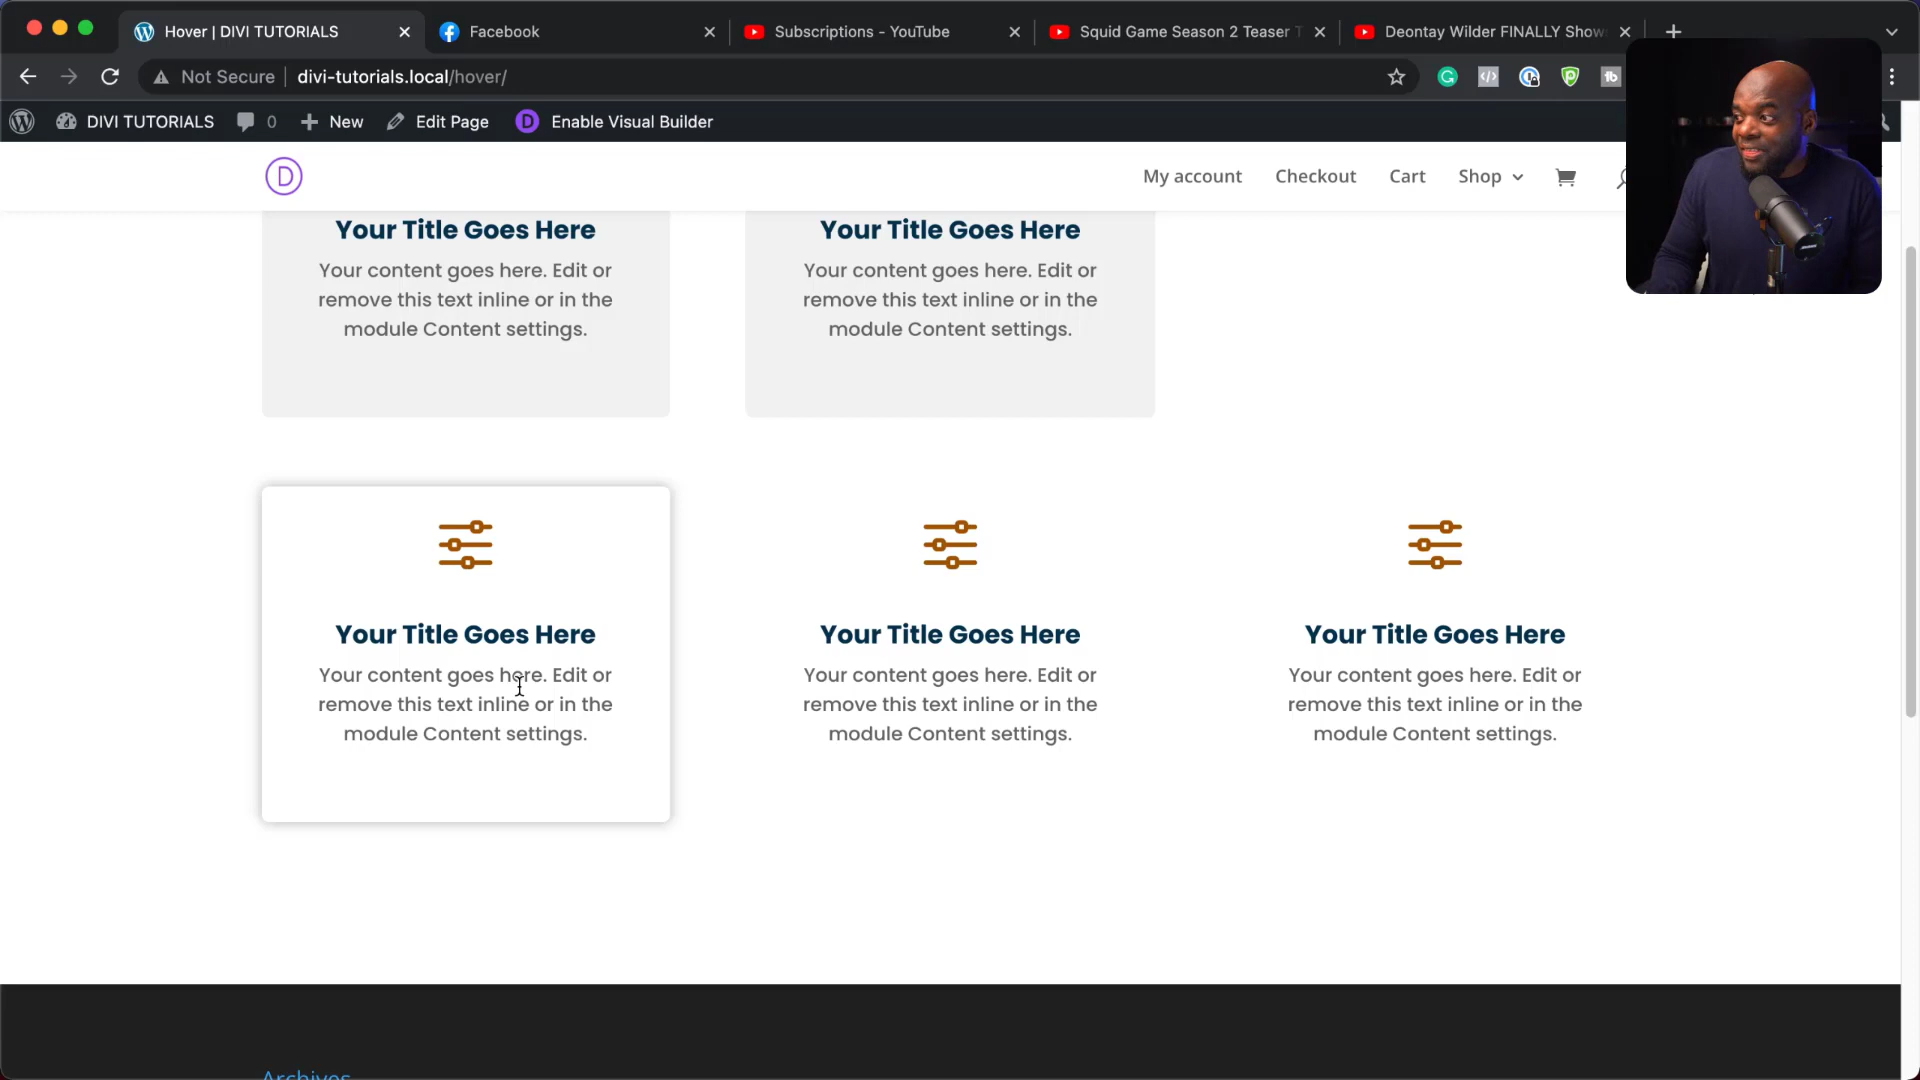 Hover | DIVI TUTORIALS
Facebook
Subscriptions - YouTube
Squid Game Season 2 Teaser T
Deontay Wilder FINALLY Show
Not Secure
divi-tutorials.local/hover/
DIVI TUTORIALS
0
New
Edit Page
Enable Visual Builder
D
My account
Checkout
Cart
Shop
Your Title Goes Here
Your content goes here. Edit or
remove this text inline or in the
module Content settings.
Your Title Goes Here
Your content goes here. Edit or
remove this text inline or in the
module Content settings.
Your Title Goes Here
Your content goes here. Edit or
remove this text inline or in the
module Content settings.
Your Title Goes Here
Your content goes here. Edit or
remove this text inline or in the
module Content settings.
Your Title Goes Here
Your content goes here. Edit or
remove this text inline or in the
module Content settings.
Archives